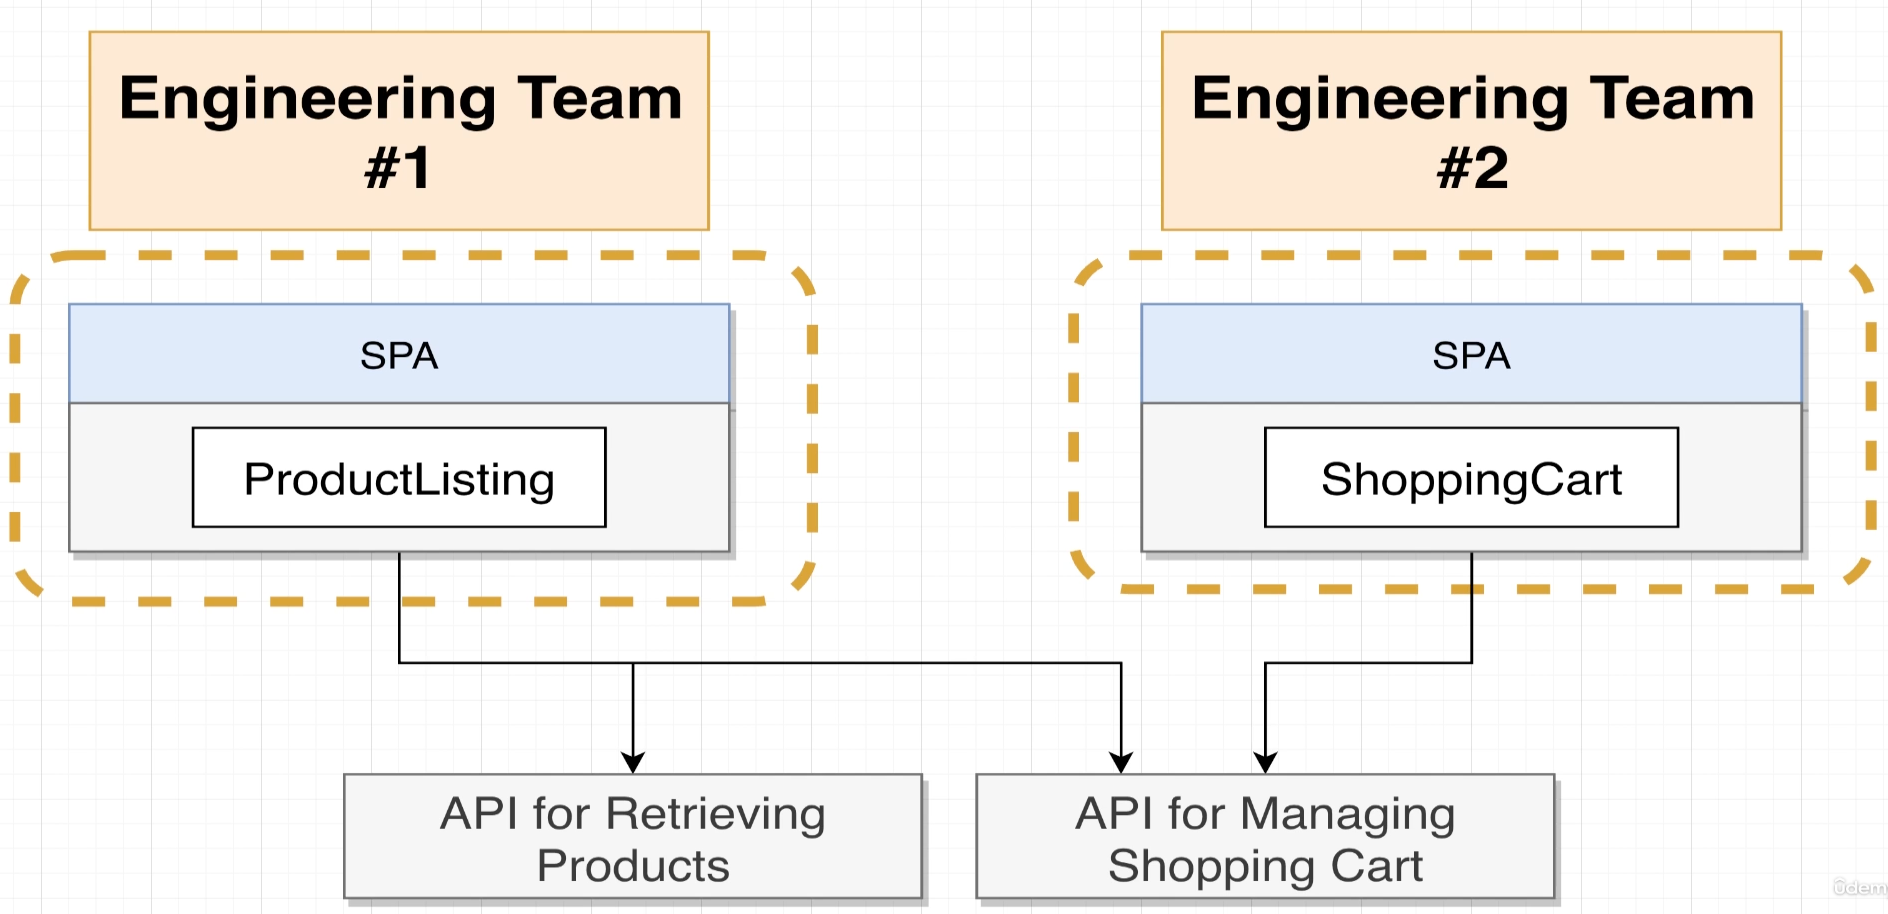 Engineering Team
#1
Engineering Team
#2
SPA
ProductListing
SPA
ShoppingCart
API for Retrieving
Products
API for Managing
Shopping Cart